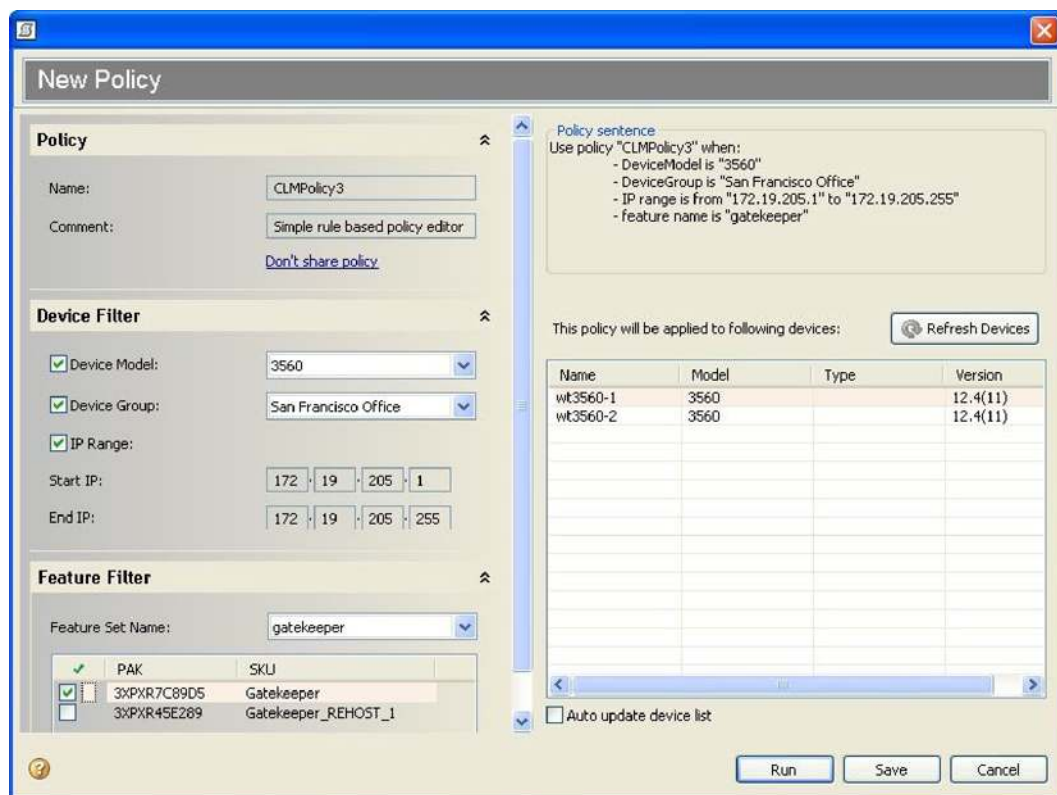 New Policy
Policy
Name: CLMPolicy3
Comment: Simple rule based policy editor
Don't share policy
Device Filter
Device Model: 3560
Device Group: San Francisco Office
IP Range:
Start IP: 172 . 19 . 205 . 1
End IP: 172 . 19 . 205 . 255
Feature Filter
Feature Set Name: gatekeeper
PAK SKU
3XPXR7C89D5 Gatekeeper
3XPXR45E289 Gatekeeper_REHOST_1
Policy sentence
Use policy "CLMPolicy3" when:
- DeviceModel is "3560"
- DeviceGroup is "San Francisco Office"
- IP range is from "172.19.205.1" to "172.19.205.255"
- feature name is "gatekeeper"
This policy will be applied to following devices: Refresh Devices
Name Model Type Version
wt3560-1 3560 12.4(11)
wt3560-2 3560 12.4(11)
Auto update device list
Run Save Cancel